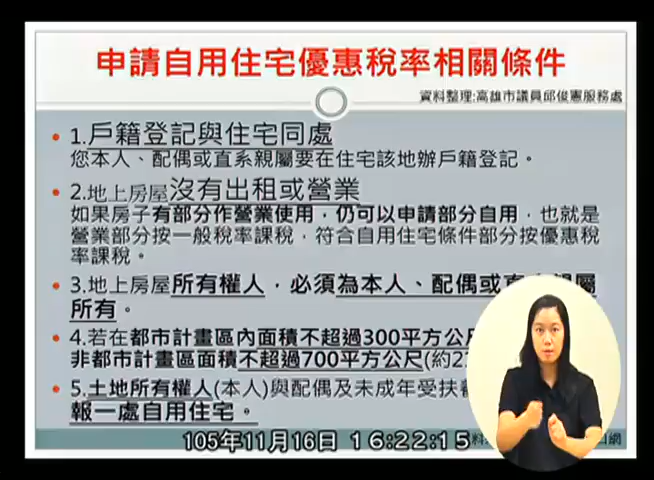 申請自用住宅優惠稅率相關條件
資料整理:高雄市議員邱俊憲服務處
1.戶籍登記與住宅同處
您本人、配偶或直系親屬要在住宅該地辦戶籍登記。
2.地上房屋沒有出租或營業
如果房子有部分作營業使用，仍可以申請部分自用，也就是
營業部分按一般稅率課稅，符合自用住宅條件部分按優惠稅
率課稅。
3.地上房屋所有權人，必須為本人、配偶或直 親屬
所有。
4.若在都市計畫區內面積不超過300平方公尺
非都市計畫區面積不超過700平方公尺(約2
5.土地所有權人(本人)與配偶及未成年受扶
報一處自用住宅。
105年11月16日 16:22:15